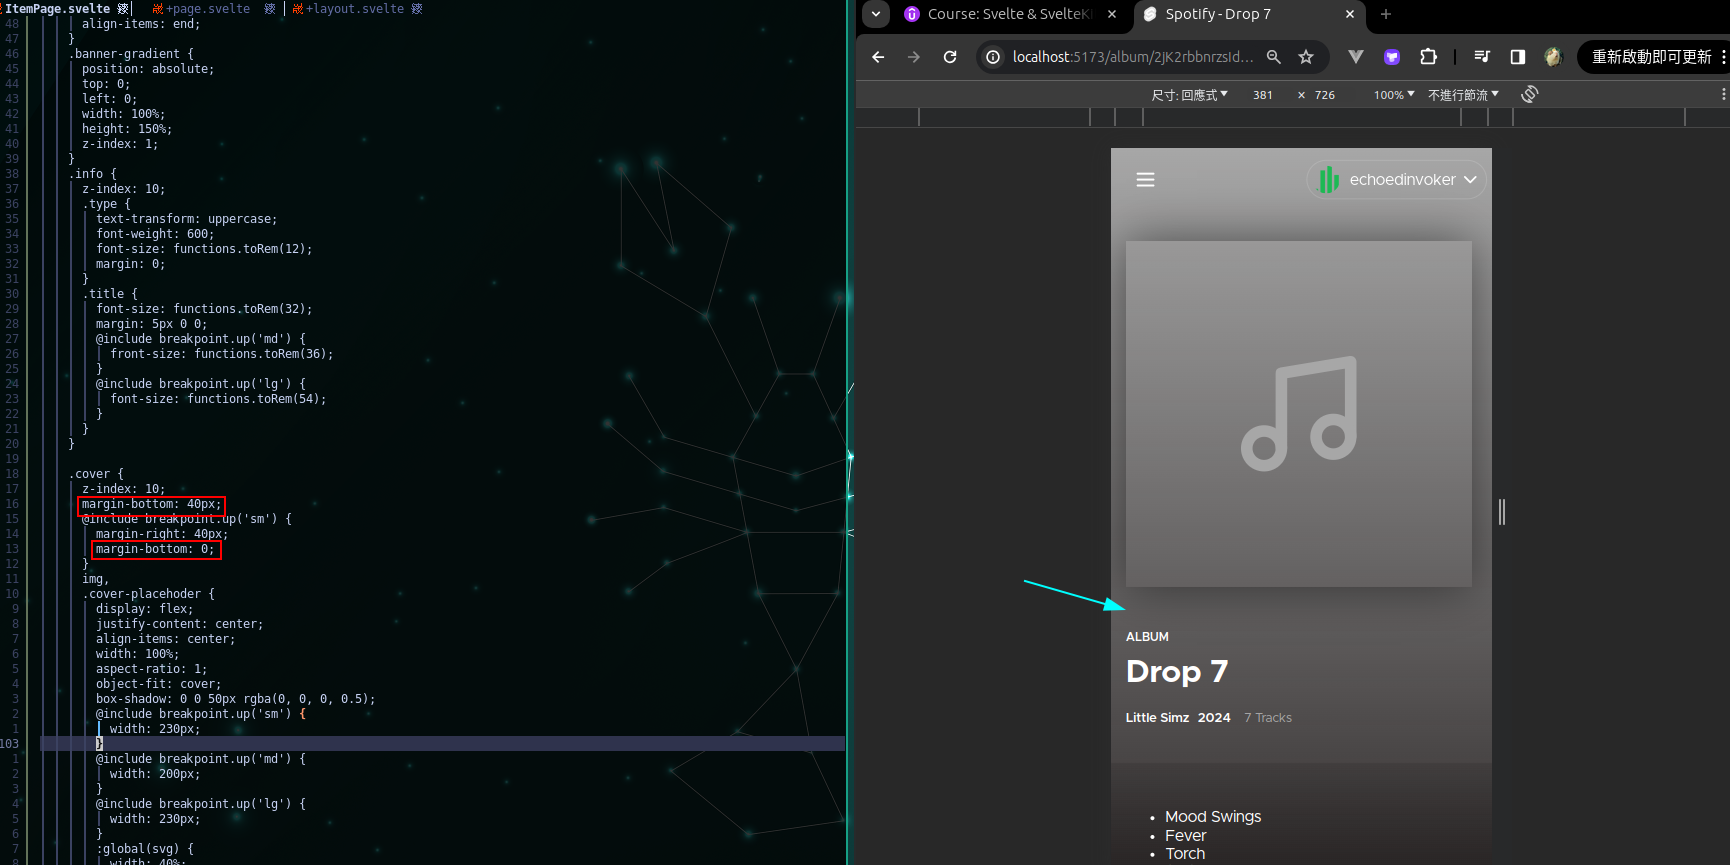 ItemPage.svelte
+page.svelte
+layout.svelte
48 align-items: end;
47 }
46 .banner-gradient {
45 position: absolute;
44 top: 0;
43 left: 0;
42 width: 100%;
41 height: 150%;
40 z-index: 1;
39 }
38 .info {
37 z-index: 10;
36 .type {
35 text-transform: uppercase;
34 font-weight: 600;
33 font-size: functions.toRem(12);
32 margin: 0;
31 }
30 .title {
29 font-size: functions.toRem(32);
28 margin: 5px 0 0;
27 @include breakpoint.up('md') {
26 front-size: functions.toRem(36);
25 }
24 @include breakpoint.up('lg') {
23 font-size: functions.toRem(54);
22 }
21 }
20 }
19
18 .cover {
17 z-index: 10;
16 margin-bottom: 40px;
15 @include breakpoint.up('sm') {
14 margin-right: 40px;
13 margin-bottom: 0;
12 }
11 img,
10 .cover-placehoder {
9 display: flex;
8 justify-content: center;
7 align-items: center;
6 width: 100%;
5 aspect-ratio: 1;
4 object-fit: cover;
3 box-shadow: 0 0 50px rgba(0, 0, 0, 0.5);
2 @include breakpoint.up('sm') {
1 width: 230px;
103 }
1 @include breakpoint.up('md') {
2 width: 200px;
3 }
4 @include breakpoint.up('lg') {
5 width: 230px;
6 }
7 :global(svg) {
8 width: 40%;
Course: Svelte & SvelteKi
Spotify - Drop 7
localhost:5173/album/2JK2rbbnrzsId...
重新啟動即可更新
尺寸: 回應式 381 × 726 100% 不進行節流
echoedinvoker
ALBUM
Drop 7
Little Simz 2024 7 Tracks
• Mood Swings
• Fever
• Torch